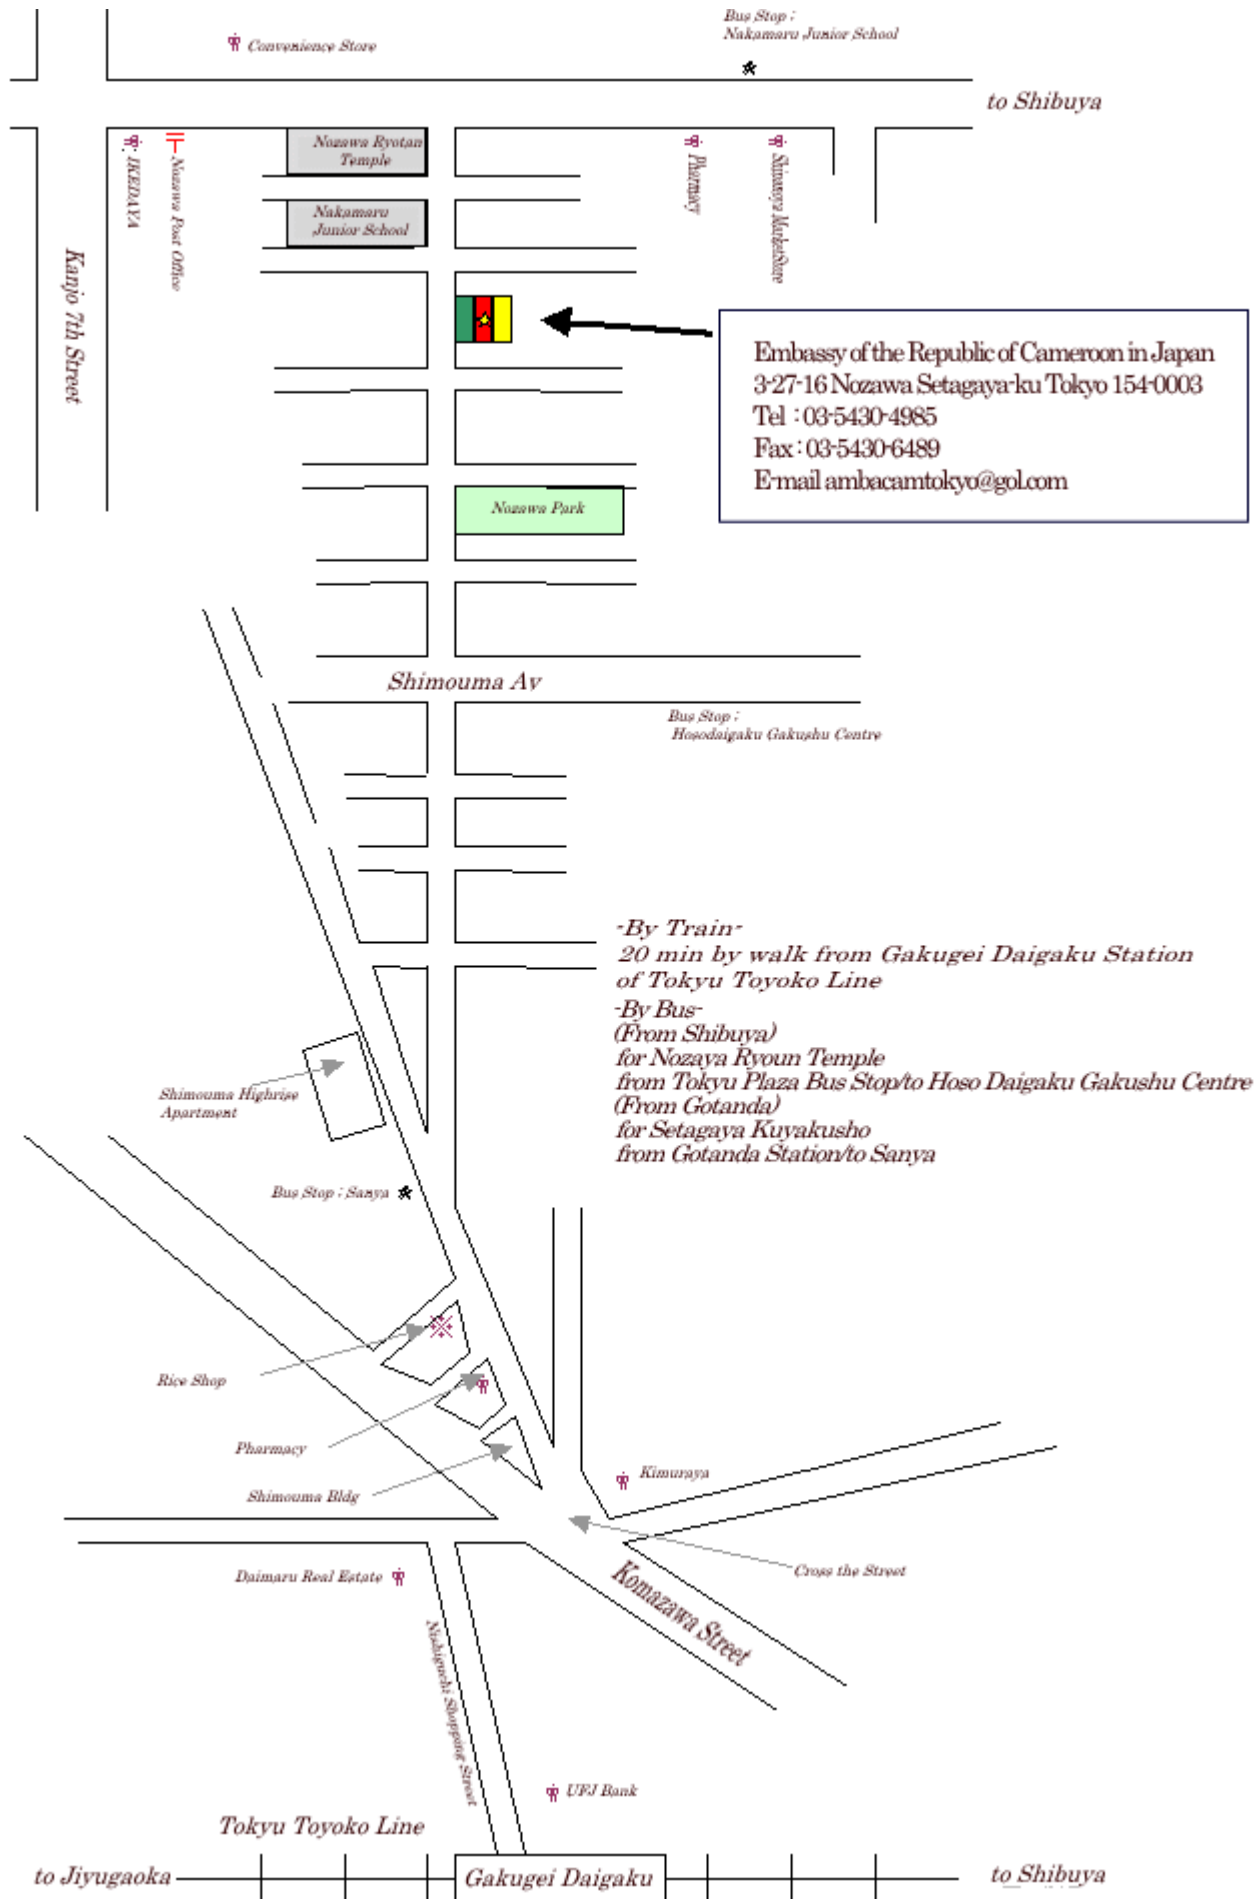 Bus Stop :
Nakamaru Junior School
Convenience Store
to Shibuya
Nozawa Ryotan
Temple
IKEDAYA
Nozawa Post Office
Pharmacy
Shinanoya MarketStore
Nakamaru
Junior School
Kanjo 7th Street
Embassy of the Republic of Cameroon in Japan
3-27-16 Nozawa Setagaya-ku Tokyo 154-0003
Tel : 03-5430-4985
Fax : 03-5430-6489
E-mail ambacamtokyo@gol.com
Nozawa Park
Shimouma Av
Bus Stop :
Hosodaigaku Gakushu Centre
-By Train-
20 min by walk from Gakugei Daigaku Station
of Tokyu Toyoko Line
-By Bus-
(From Shibuya)
for Nozaya Ryoun Temple
from Tokyu Plaza Bus Stop/to Hoso Daigaku Gakushu Centre
(From Gotanda)
for Setagaya Kuyakusho
from Gotanda Station/to Sanya
Shimouma Highrise
Apartment
Bus Stop : Sanya
Rice Shop
Pharmacy
Shimouma Bldg
Kimuraya
Cross the Street
Daimaru Real Estate
Komazawa Street
Nishiguchi Shopping Street
UFJ Bank
Tokyu Toyoko Line
to Jiyugaoka
Gakugei Daigaku
to Shibuya